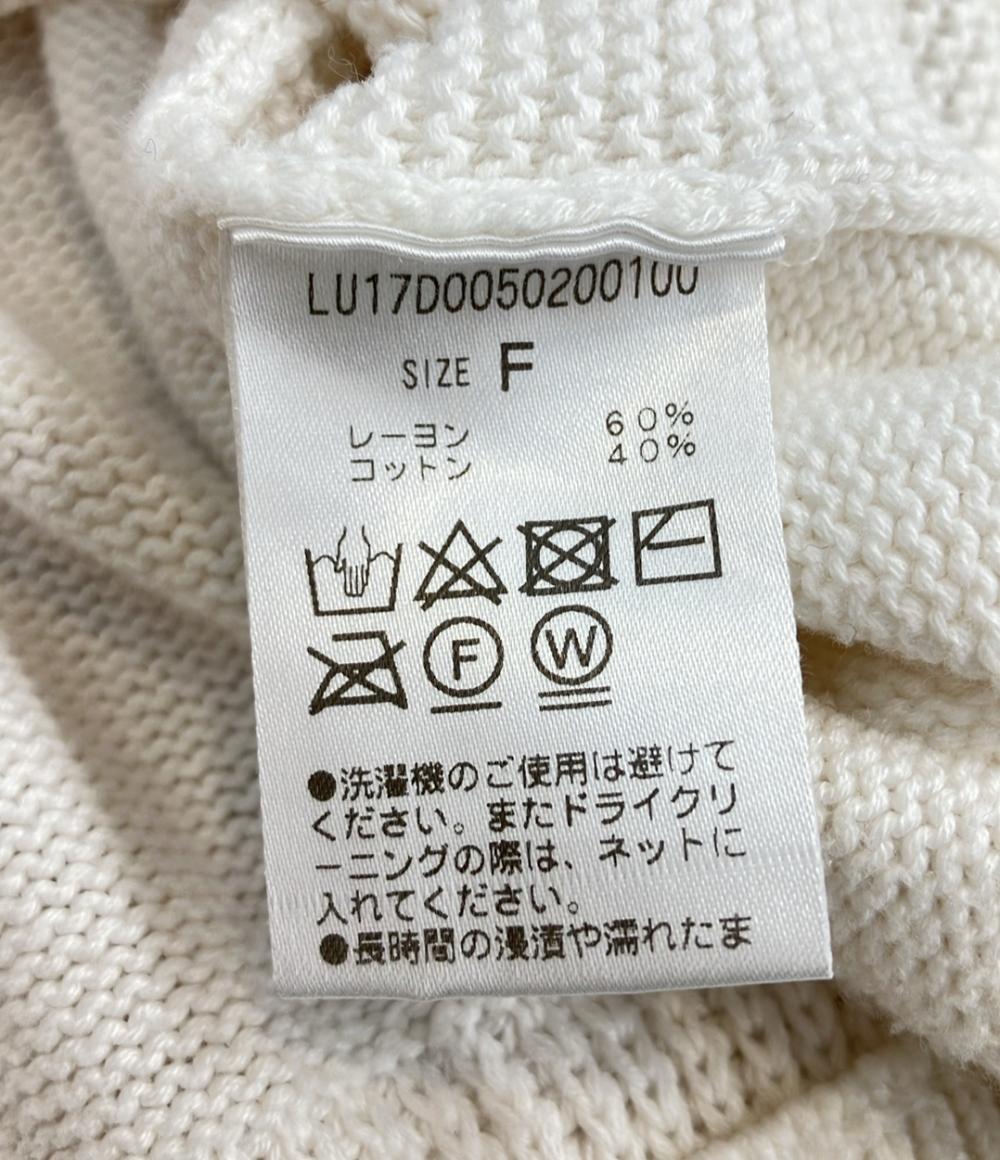 LU17D0050200100
SIZE F
レーヨン 60%
コットン 40%
F W
●洗濯機のご使用は避けて
ください。またドライクリ
ーニングの際は、ネットに
入れてください。
●長時間の浸漬や濡れたま